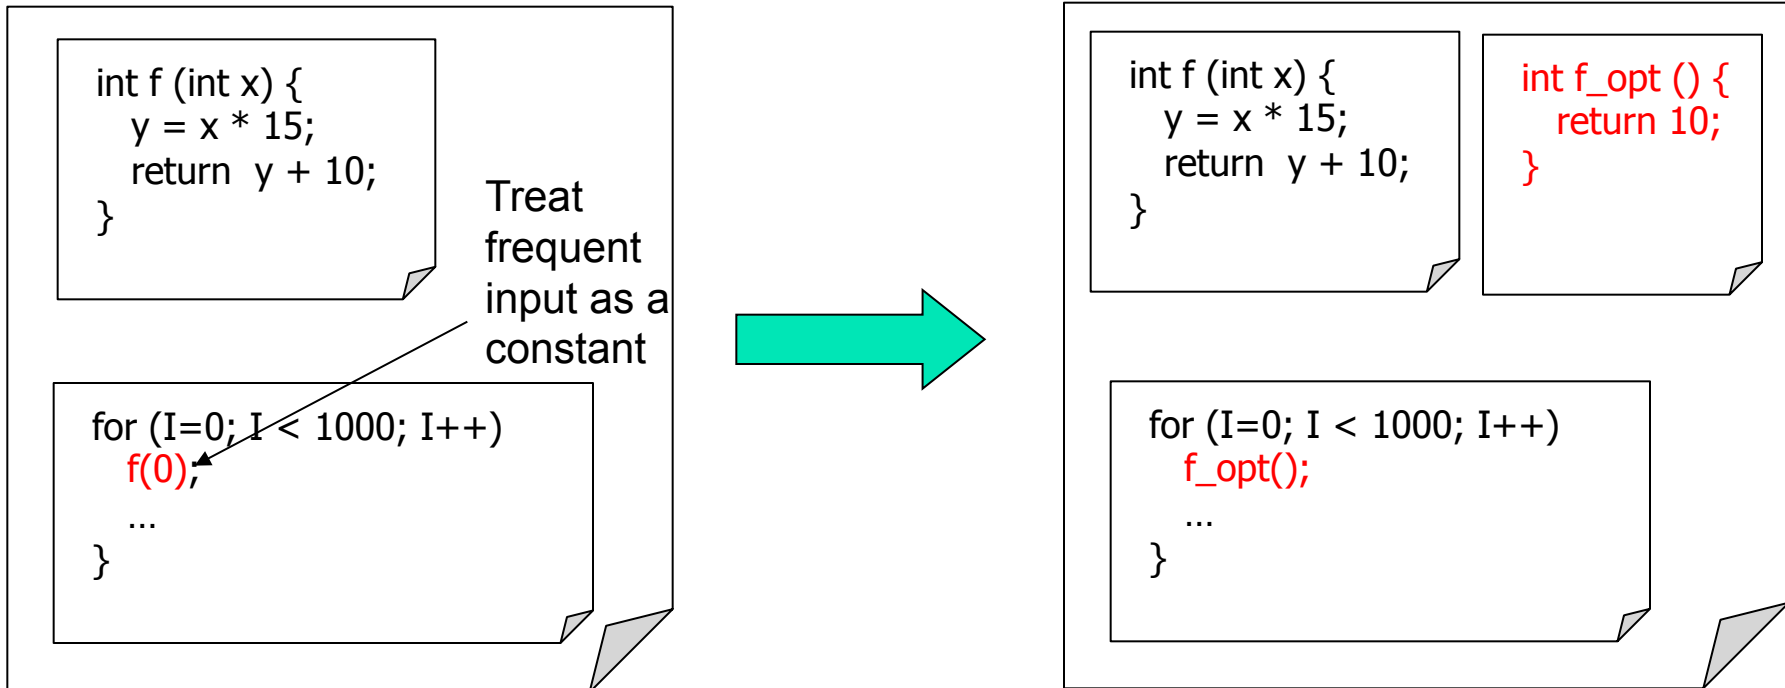 int f (int x) {
y = x * 15;
return y + 10;
}
Treat
frequent
input as a
constant
for (I=0; I < 1000; I++)
f(0);
...
}
int f (int x) {
y = x * 15;
return y + 10;
}
int f_opt () {
return 10;
}
for (I=0; I < 1000; I++)
f_opt();
...
}